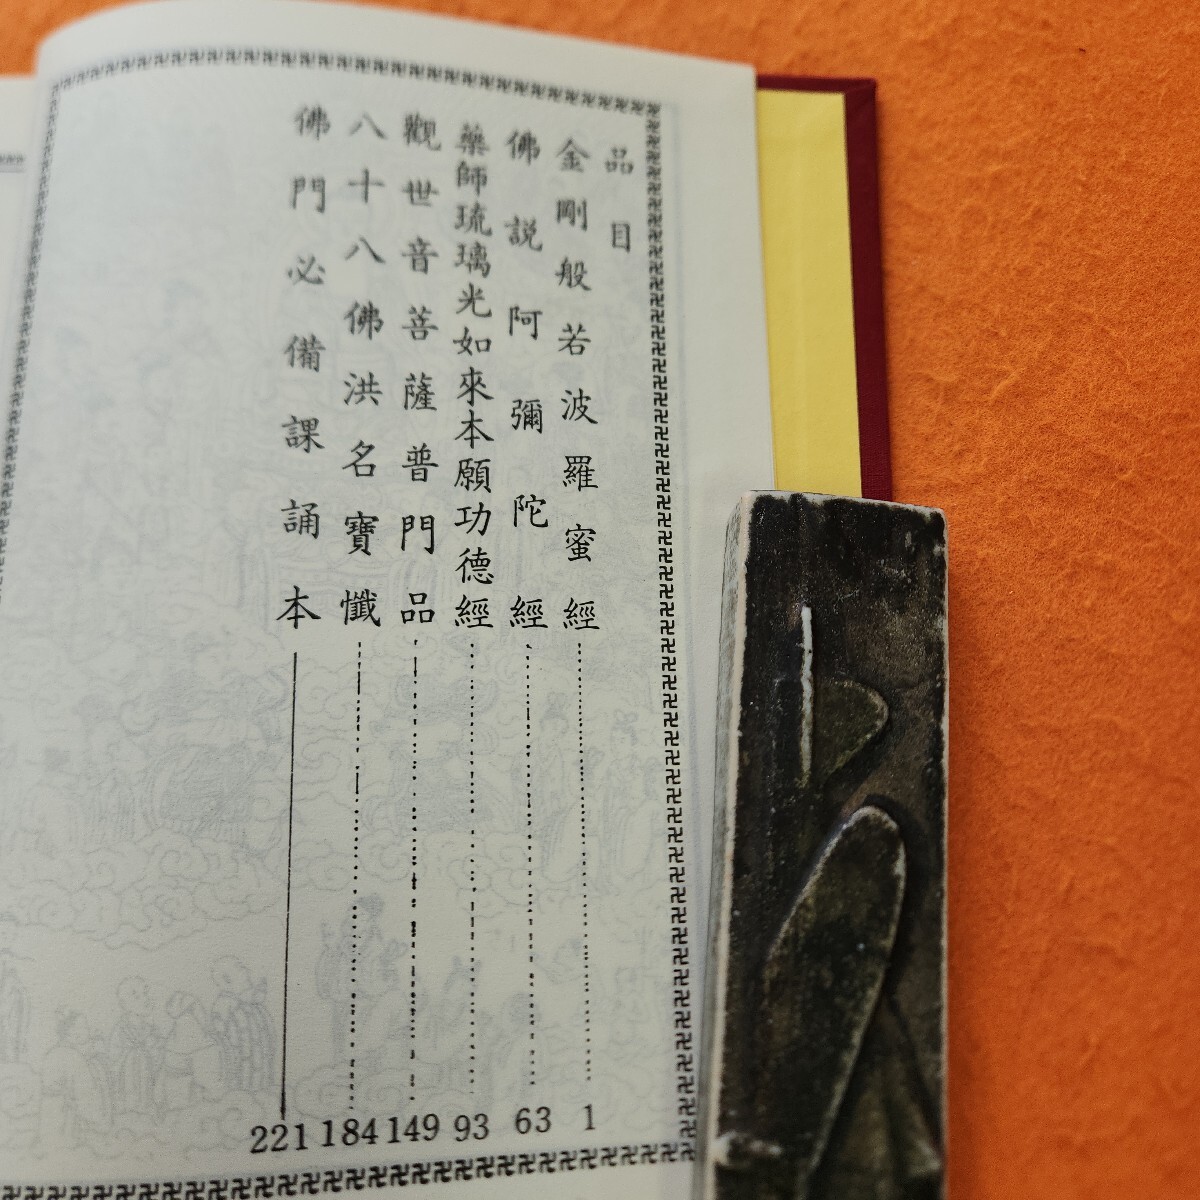 品目
金剛般若波羅蜜經 1
佛説阿彌陀經 63
藥師琉璃光如來本願功德經 93
觀世音菩薩普門品 149
八十八佛洪名寶懺 184
佛門必備課誦本 221